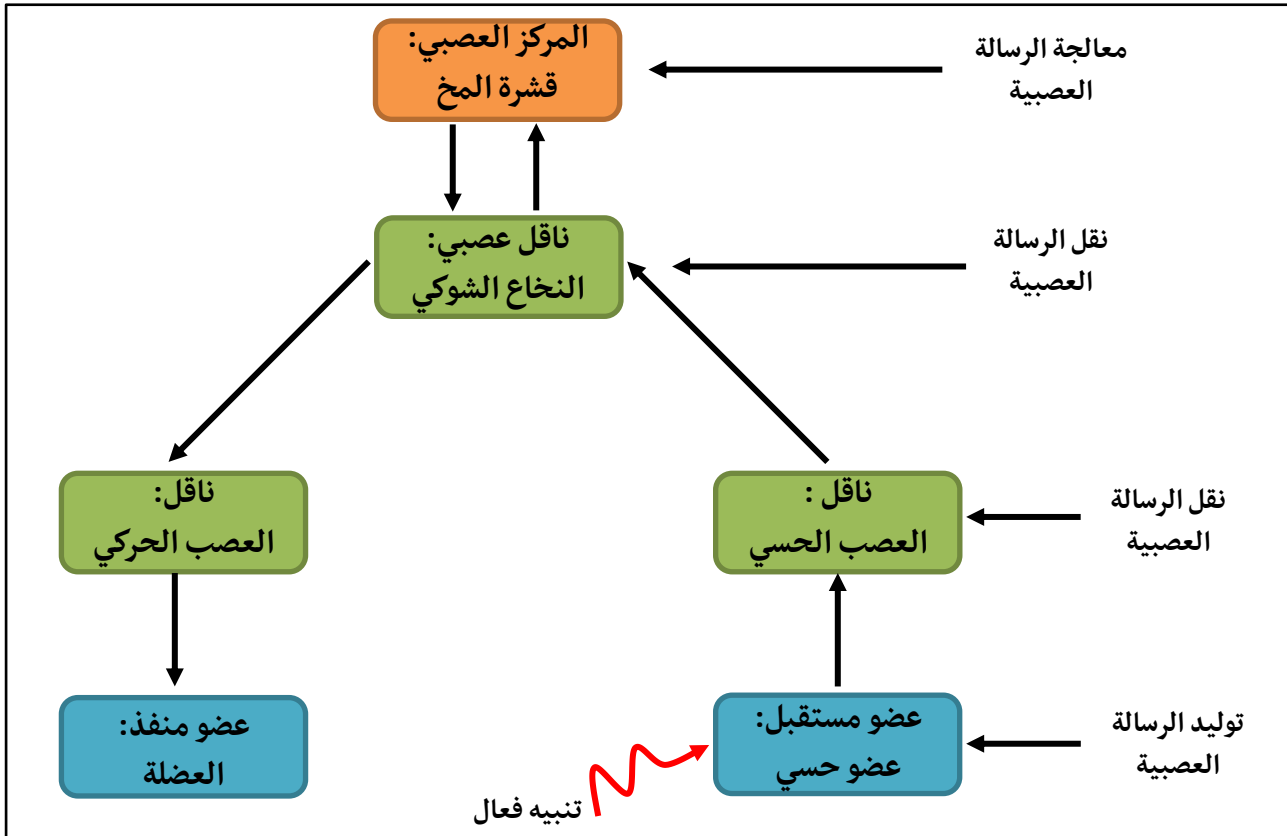 المركز العصبي:
قشرة المخ
معالجة الرسالة
العصبية
ناقل عصبي:
النخاع الشوكي
نقل الرسالة
العصبية
ناقل :
العصب الحسي
نقل الرسالة
العصبية
ناقل:
العصب الحركي
عضو مستقبل:
عضو حسي
توليد الرسالة
العصبية
عضو منفذ:
العضلة
تنبيه فعال